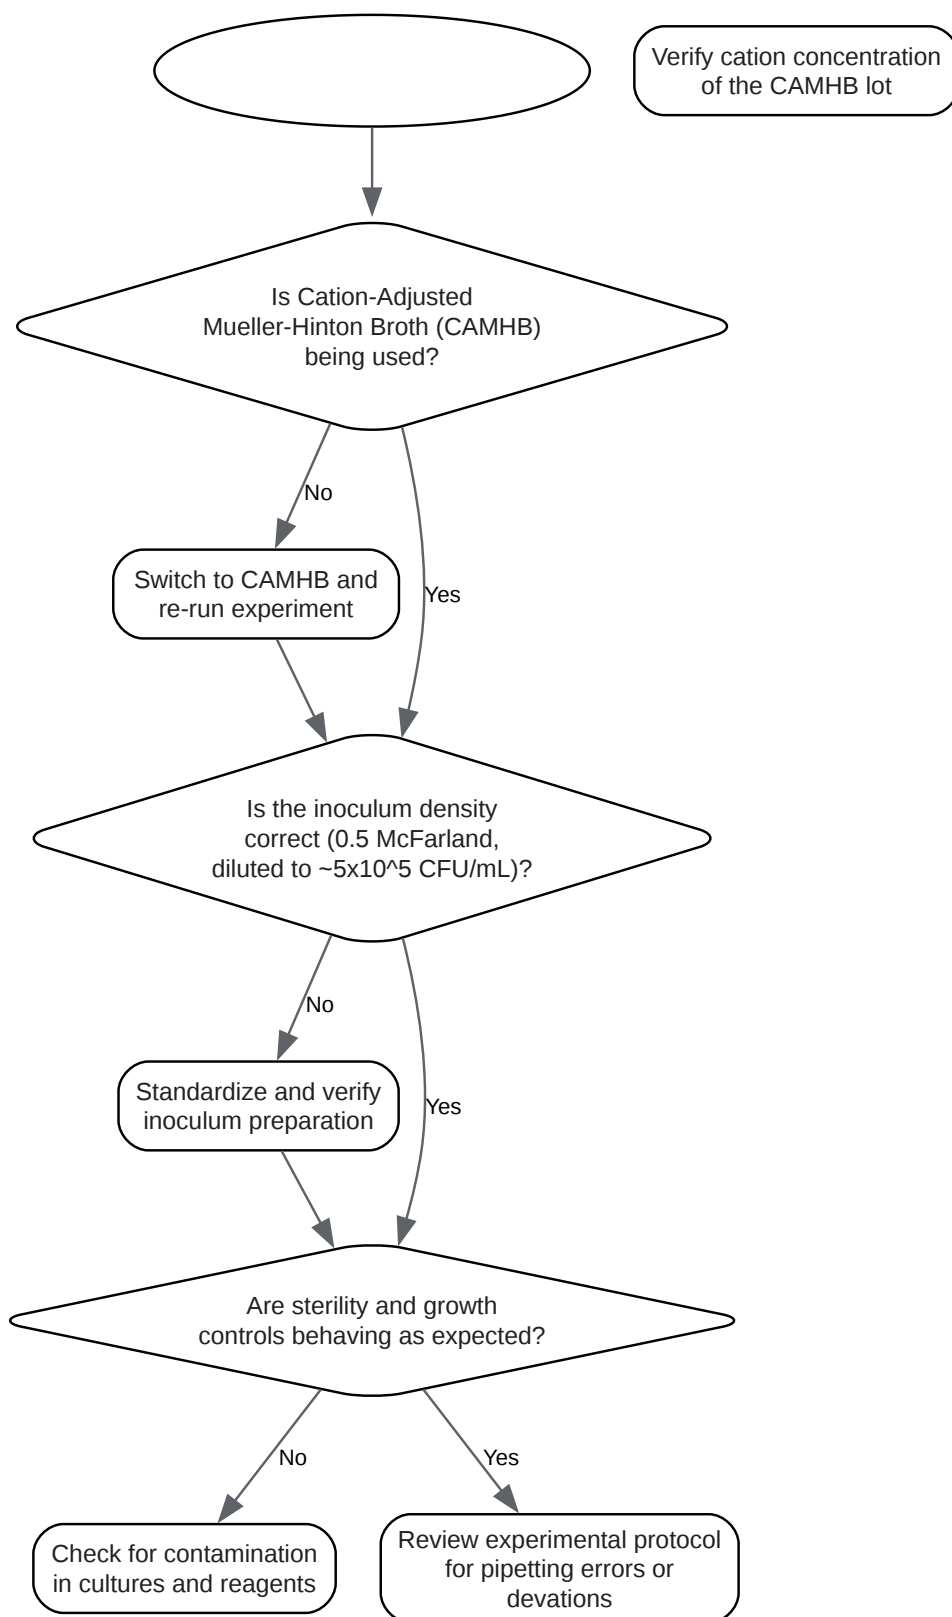 Verify cation concentration
of the CAMHB lot
Is Cation-Adjusted
Mueller-Hinton Broth (CAMHB)
being used?
No
Yes
Switch to CAMHB and
re-run experiment
Is the inoculum density
correct (0.5 McFarland,
diluted to ~5x10^5 CFU/mL)?
No
Yes
Standardize and verify
inoculum preparation
Are sterility and growth
controls behaving as expected?
No
Yes
Check for contamination
in cultures and reagents
Review experimental protocol
for pipetting errors or
devations